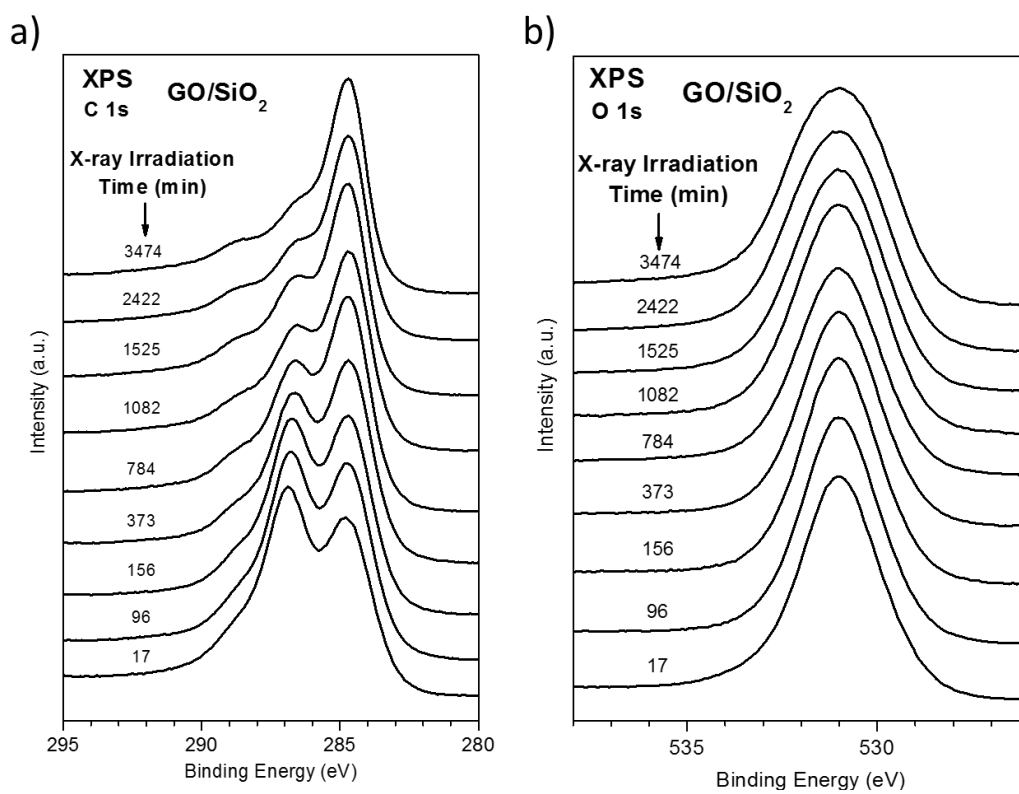 a)
XPS
C 1s
GO/SiO₂
X-ray Irradiation
Time (min)
3474
2422
1525
1082
784
373
156
96
17
Intensity (a.u.)
295
290
285
280
Binding Energy (eV)
b)
XPS
O 1s
GO/SiO₂
X-ray Irradiation
Time (min)
3474
2422
1525
1082
784
373
156
96
17
Intensity (a.u.)
535
530
Binding Energy (eV)